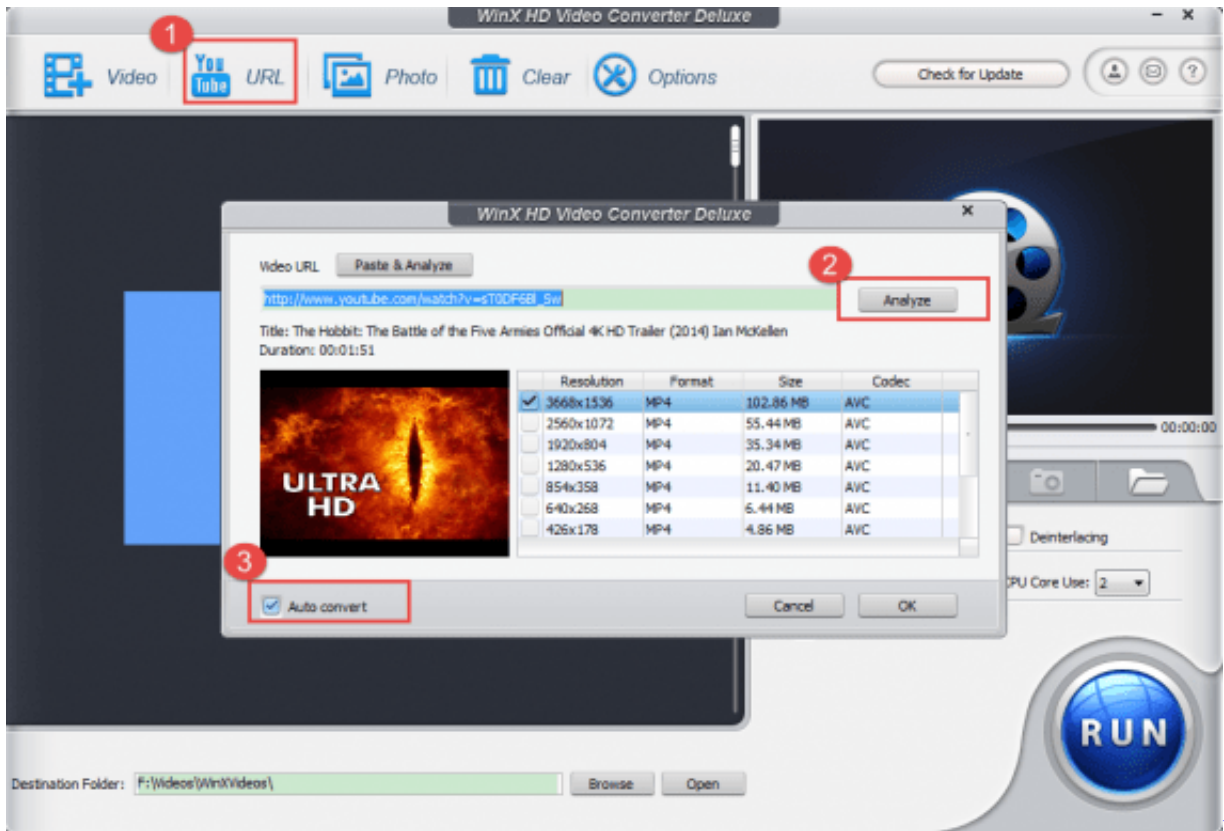 WinX HD Video Converter Deluxe
1
Video
You Tube URL
Photo
Clear
Options
Check for Update
?
WinX HD Video Converter Deluxe
2
Video URL Paste & Analyze
http://www.youtube.com/watch?v=sT0DF6Bl_Sw Analyze
Title: The Hobbit: The Battle of the Five Armies Official 4K HD Trailer (2014) Ian McKellen
Duration: 00:01:51
Resolution Format Size Codec
3668x1536 MP4 102.86 MB AVC
2560x1072 MP4 55.44 MB AVC
1920x804 MP4 35.34 MB AVC
1280x536 MP4 20.47 MB AVC
854x358 MP4 11.40 MB AVC
640x268 MP4 6.44 MB AVC
426x178 MP4 4.86 MB AVC
ULTRA
HD
00:00:00
3
Auto convert Cancel OK
Deinterlacing
CPU Core Use: 2
RUN
Destination Folder: F:\Videos\WinXVideos\ Browse Open